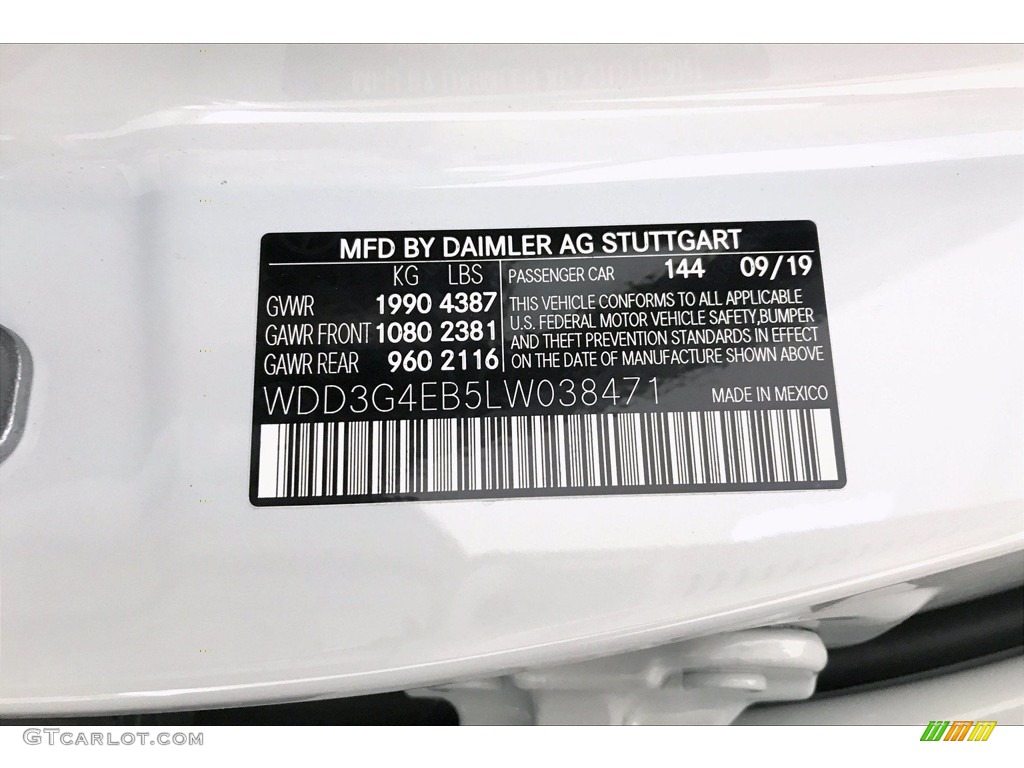 MFD BY DAIMLER AG STUTTGART
KG LBS PASSENGER CAR 144 09/19
GVWR 1990 4387 THIS VEHICLE CONFORMS TO ALL APPLICABLE
GAWR FRONT 1080 2381 U.S. FEDERAL MOTOR VEHICLE SAFETY,BUMPER
AND THEFT PREVENTION STANDARDS IN EFFECT
GAWR REAR 960 2116 ON THE DATE OF MANUFACTURE SHOWN ABOVE
WDD3G4EB5LW038471 MADE IN MEXICO
GTCarlot.com